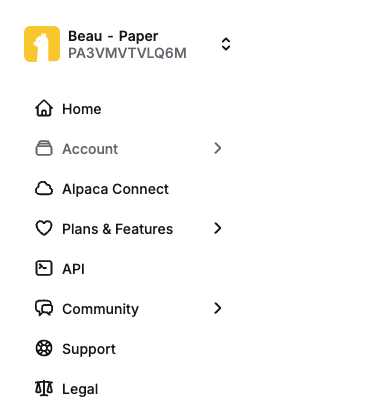 Beau - Paper
PA3VMVTVLQ6M
Home
Account
Alpaca Connect
Plans & Features
API
Community
Support
Legal